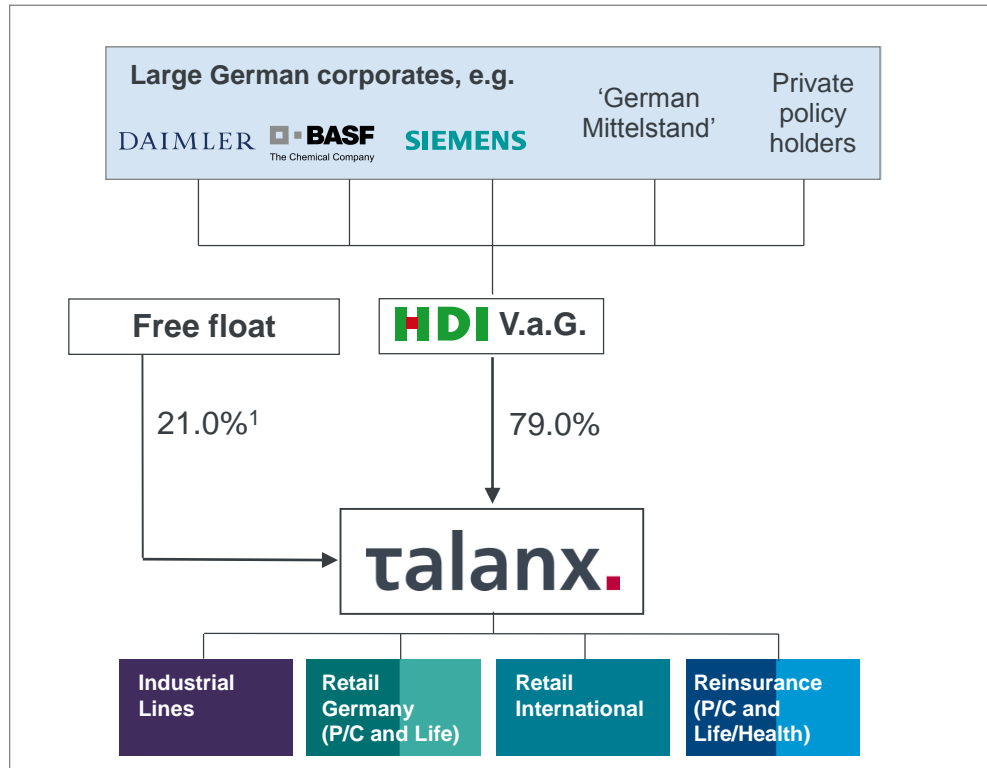 Large German corporates, e.g.
DAIMLER
BASF
The Chemical Company
SIEMENS
‘German
Mittelstand’
Private
policy
holders
Free float
HDI V.a.G.
21.0%¹
79.0%
τalanx.
Industrial
Lines
Retail
Germany
(P/C and Life)
Retail
International
Reinsurance
(P/C and
Life/Health)